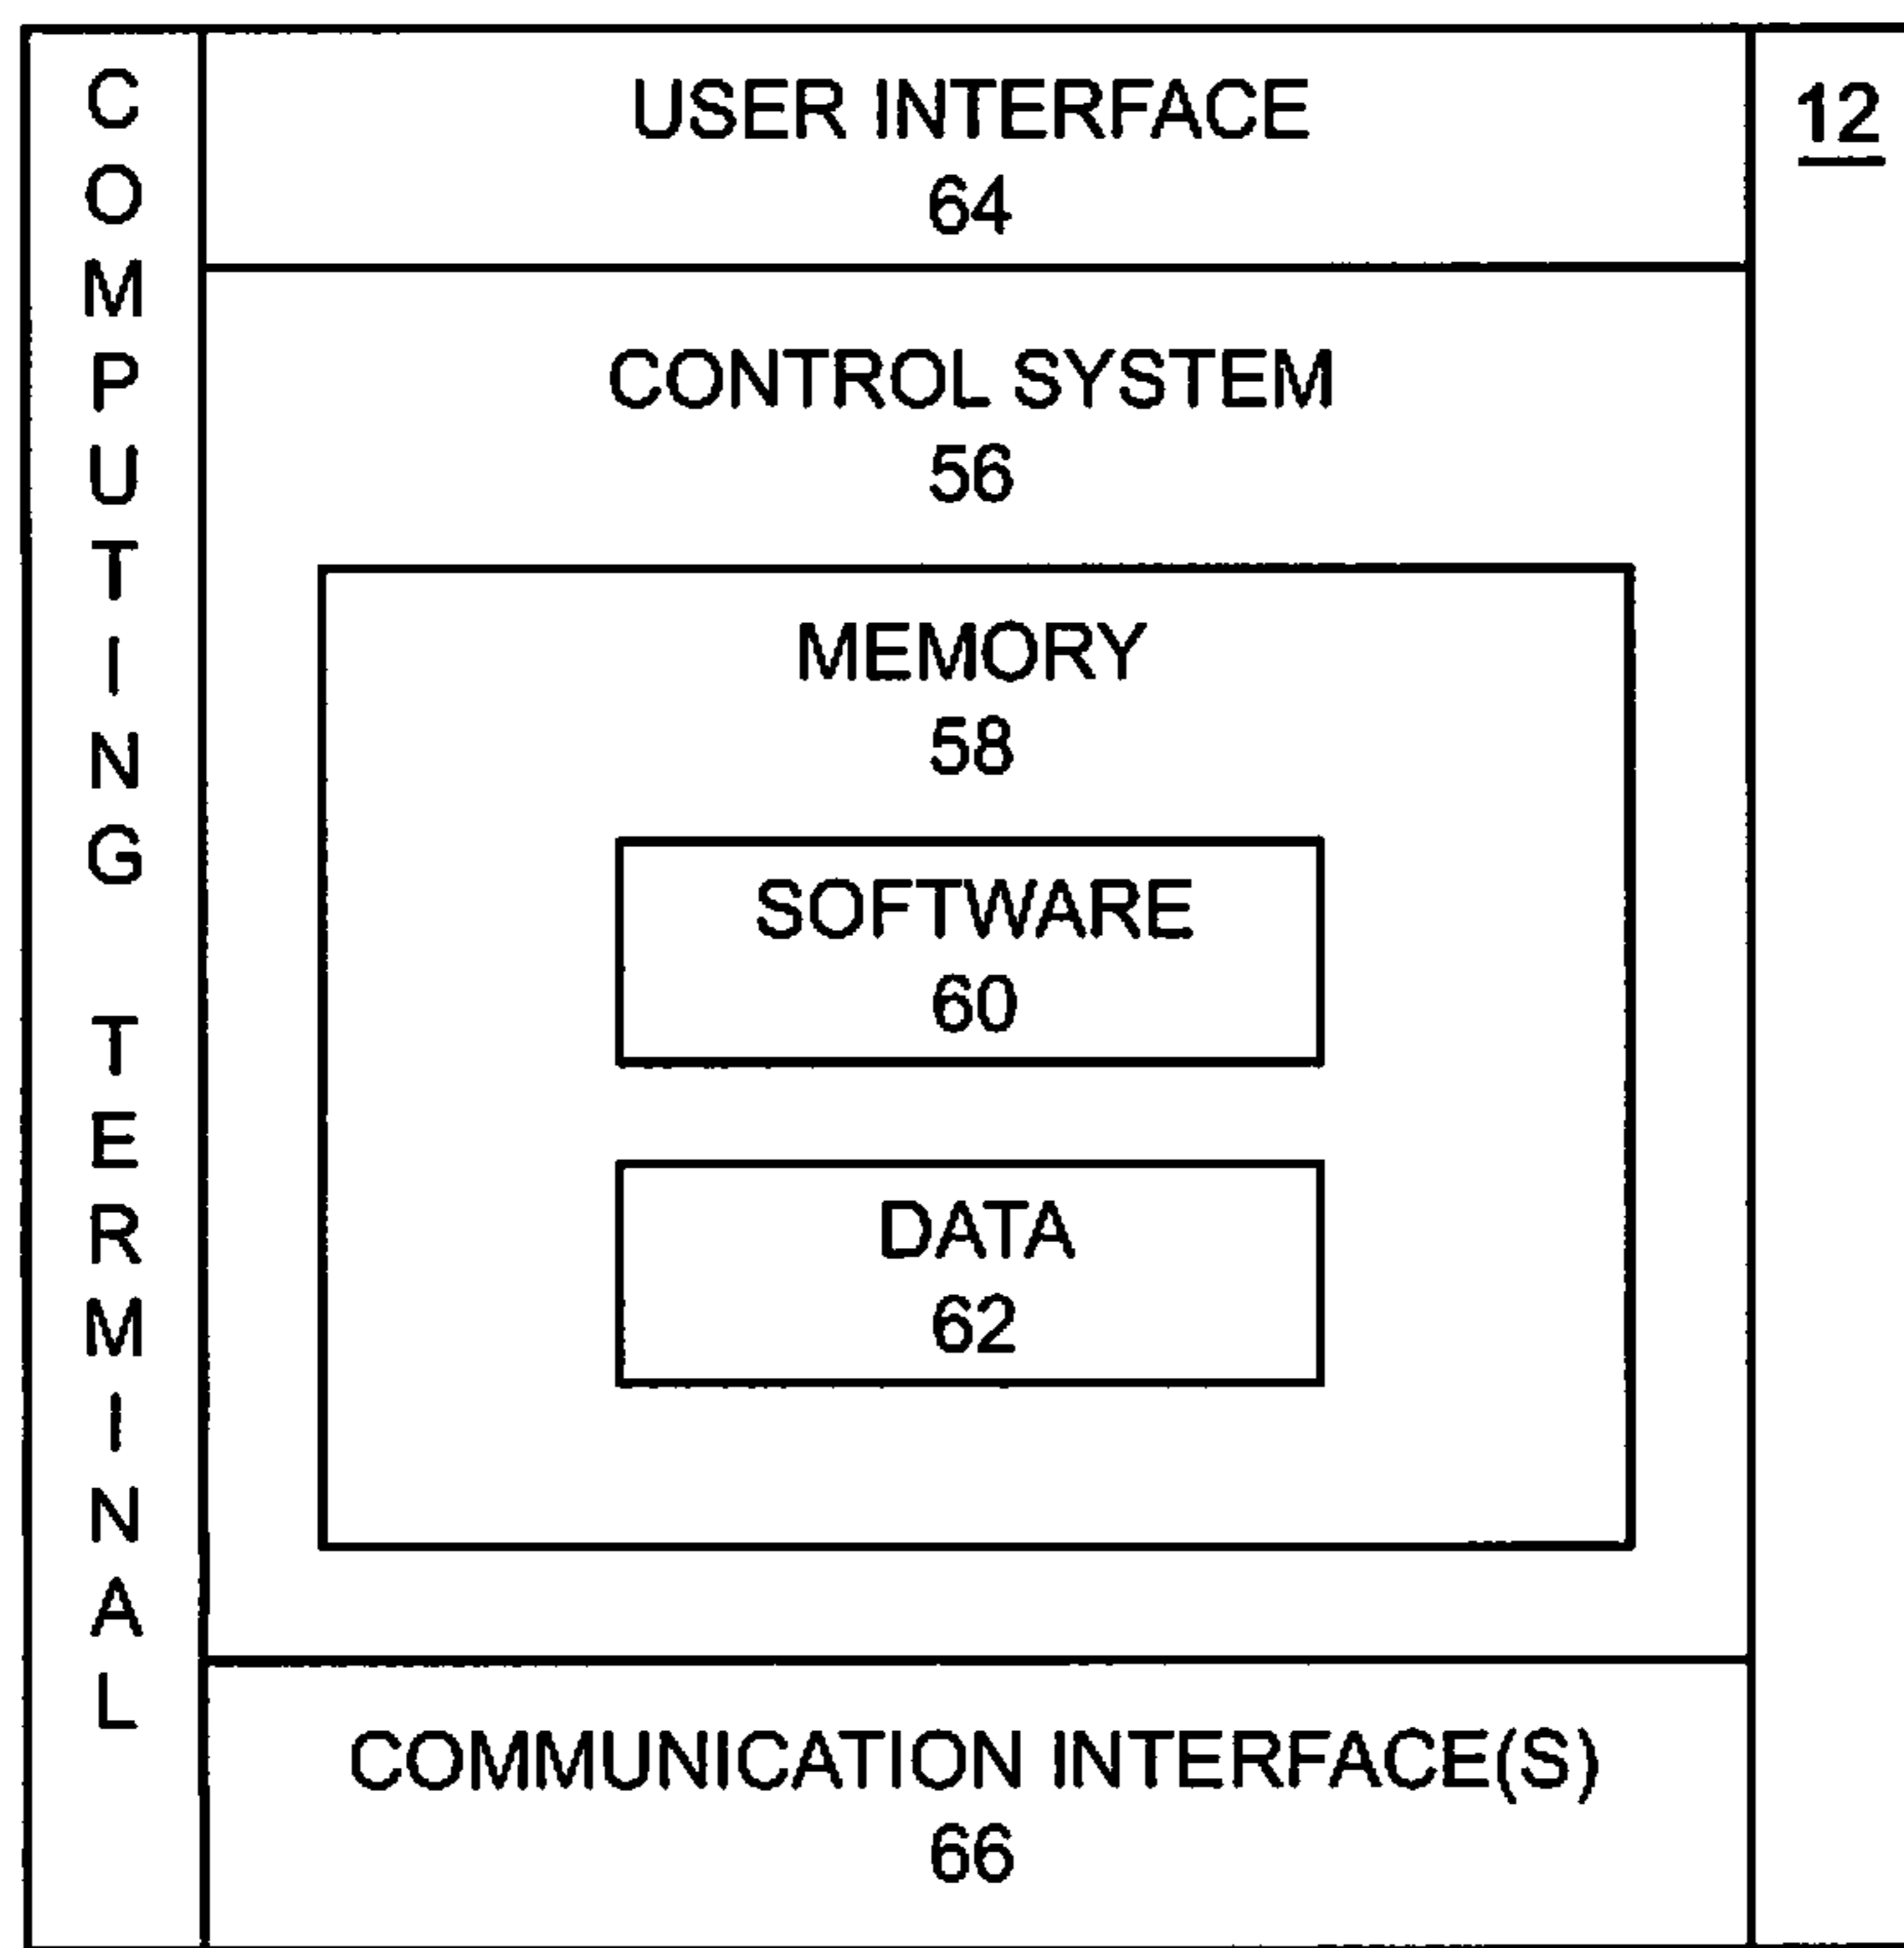 COMPUTING TERMINAL
USER INTERFACE
64
12
CONTROL SYSTEM
56
MEMORY
58
SOFTWARE
60
DATA
62
COMMUNICATION INTERFACE(S)
66